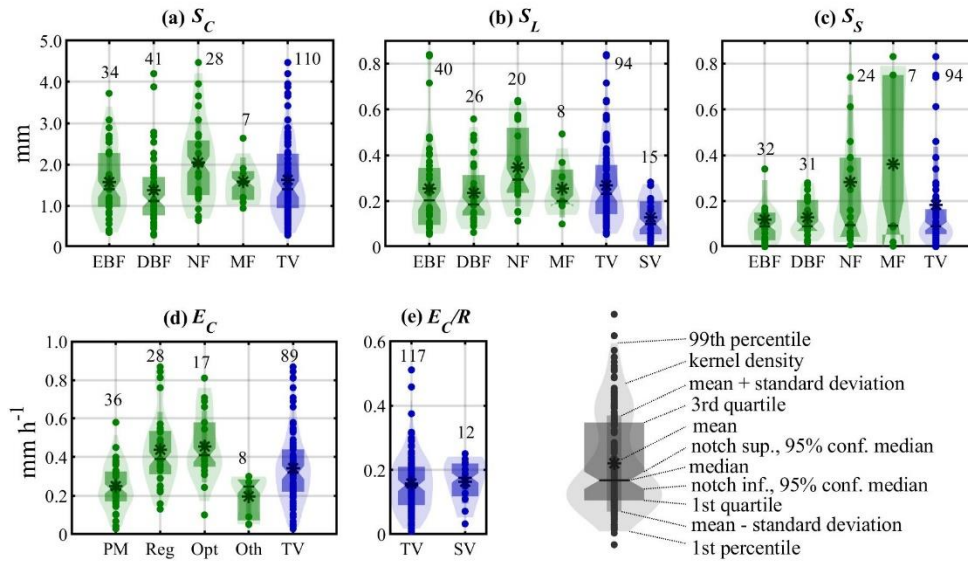 (a) S_C
(b) S_L
(c) S_S
5.0
4.0
3.0
2.0
1.0
0
mm
34
41
28
7
110
EBF DBF NF MF TV
0.8
0.6
0.4
0.2
0
40
26
20
8
94
15
EBF DBF NF MF TV SV
0.8
0.6
0.4
0.2
0
32
31
24
7
94
EBF DBF NF MF TV
(d) E_C
(e) E_C/R
1.0
0.8
0.6
0.4
0.2
0
mm h⁻¹
36
28
17
8
89
PM Reg Opt Oth TV
0.6
0.4
0.2
0
117
12
TV SV
99th percentile
kernel density
mean + standard deviation
3rd quartile
mean
notch sup., 95% conf. median
median
notch inf., 95% conf. median
1st quartile
mean - standard deviation
1st percentile